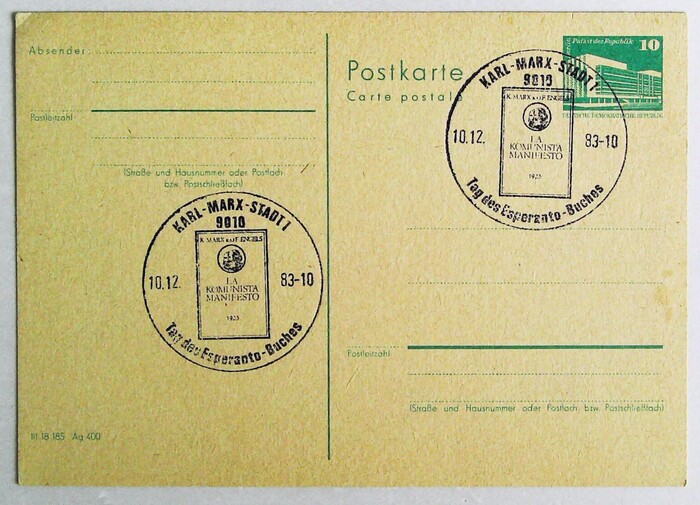 Absender:
Postleitzahl
(Straße und Hausnummer oder Postfach
bzw. Postschließfach)
KARL-MARX-STADT 1
9010
K. MARX F. ENGELS
10.12.
83-10
LA
KOMUNISTA
MANIFESTO
1923
Tag des Esperanto-Buches
III 18 185 Ag 400
Postkarte
Carte postale
Palast der Republik
10
DEUTSCHE DEMOKRATISCHE REPUBLIK
KARL-MARX-STADT 1
9010
K. MARX F. ENGELS
10.12.
83-10
LA
KOMUNISTA
MANIFESTO
1923
Tag des Esperanto-Buches
Postleitzahl
(Straße und Hausnummer oder Postfach bzw. Postschließfach)